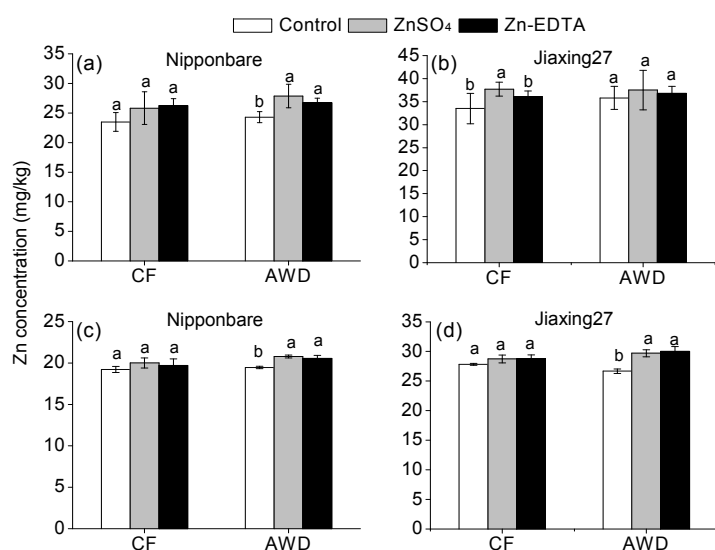 Control ZnSO₄ Zn-EDTA
Zn concentration (mg/kg)
(a) Nipponbare
35
30
25
20
15
10
5
0
a a a b a a
CF AWD
(b) Jiaxing27
50
45
40
35
30
25
20
15
10
5
0
b a b a a a
CF AWD
(c) Nipponbare
25
20
15
10
5
0
a a a b a a
CF AWD
(d) Jiaxing27
35
30
25
20
15
10
5
0
a a a b a a
CF AWD